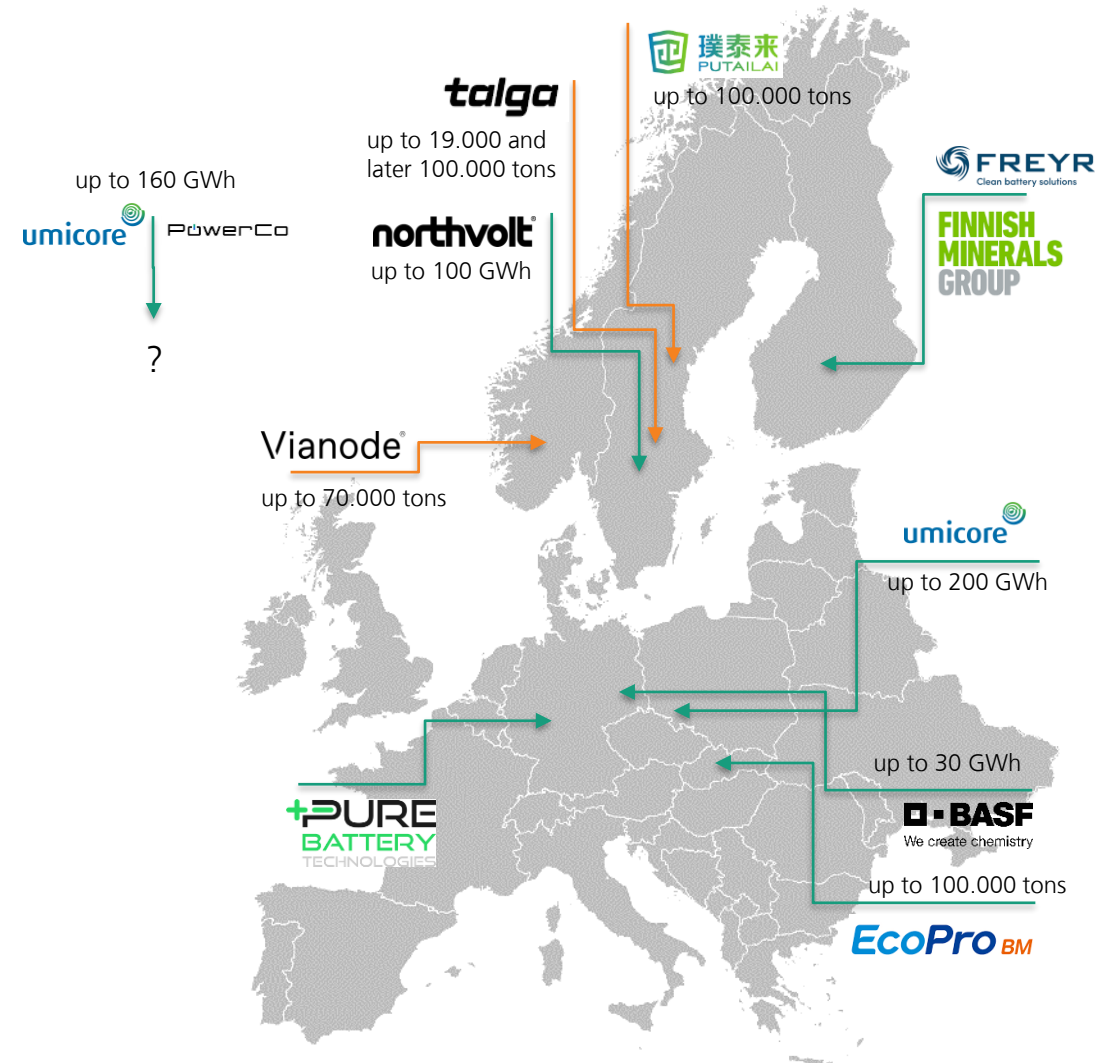 璞泰来
PUTAILAI
up to 100.000 tons
talga
up to 19.000 and
later 100.000 tons
FREYR
Clean battery solutions
FINNISH
MINERALS
GROUP
up to 160 GWh
umicore
PowerCo
?
northvolt®
up to 100 GWh
Vianode®
up to 70.000 tons
umicore
up to 200 GWh
up to 30 GWh
BASF
We create chemistry
+PURE
BATTERY
TECHNOLOGIES
up to 100.000 tons
EcoPro BM